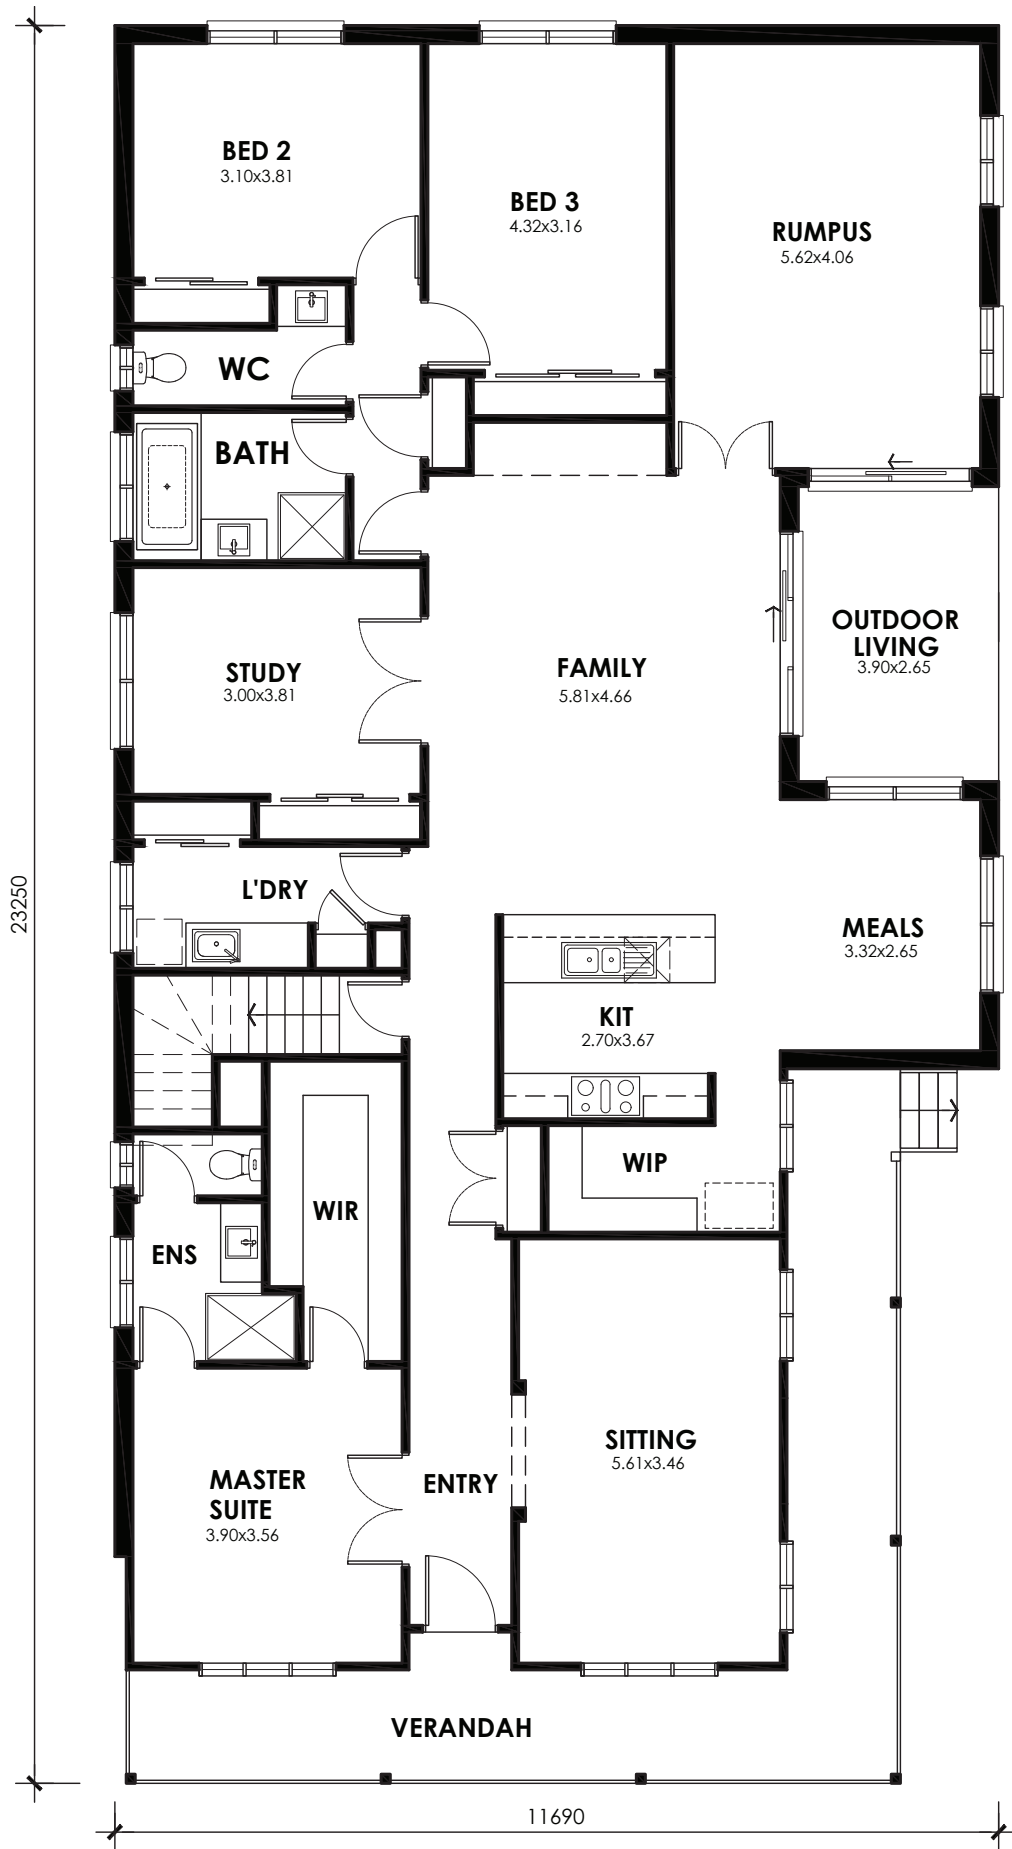 BED 2
3.10x3.81
BED 3
4.32x3.16
RUMPUS
5.62x4.06
WC
BATH
OUTDOOR
LIVING
3.90x2.65
STUDY
3.00x3.81
FAMILY
5.81x4.66
L'DRY
23250
MEALS
3.32x2.65
KIT
2.70x3.67
WIP
WIR
ENS
SITTING
5.61x3.46
MASTER
SUITE
3.90x3.56
ENTRY
VERANDAH
11690